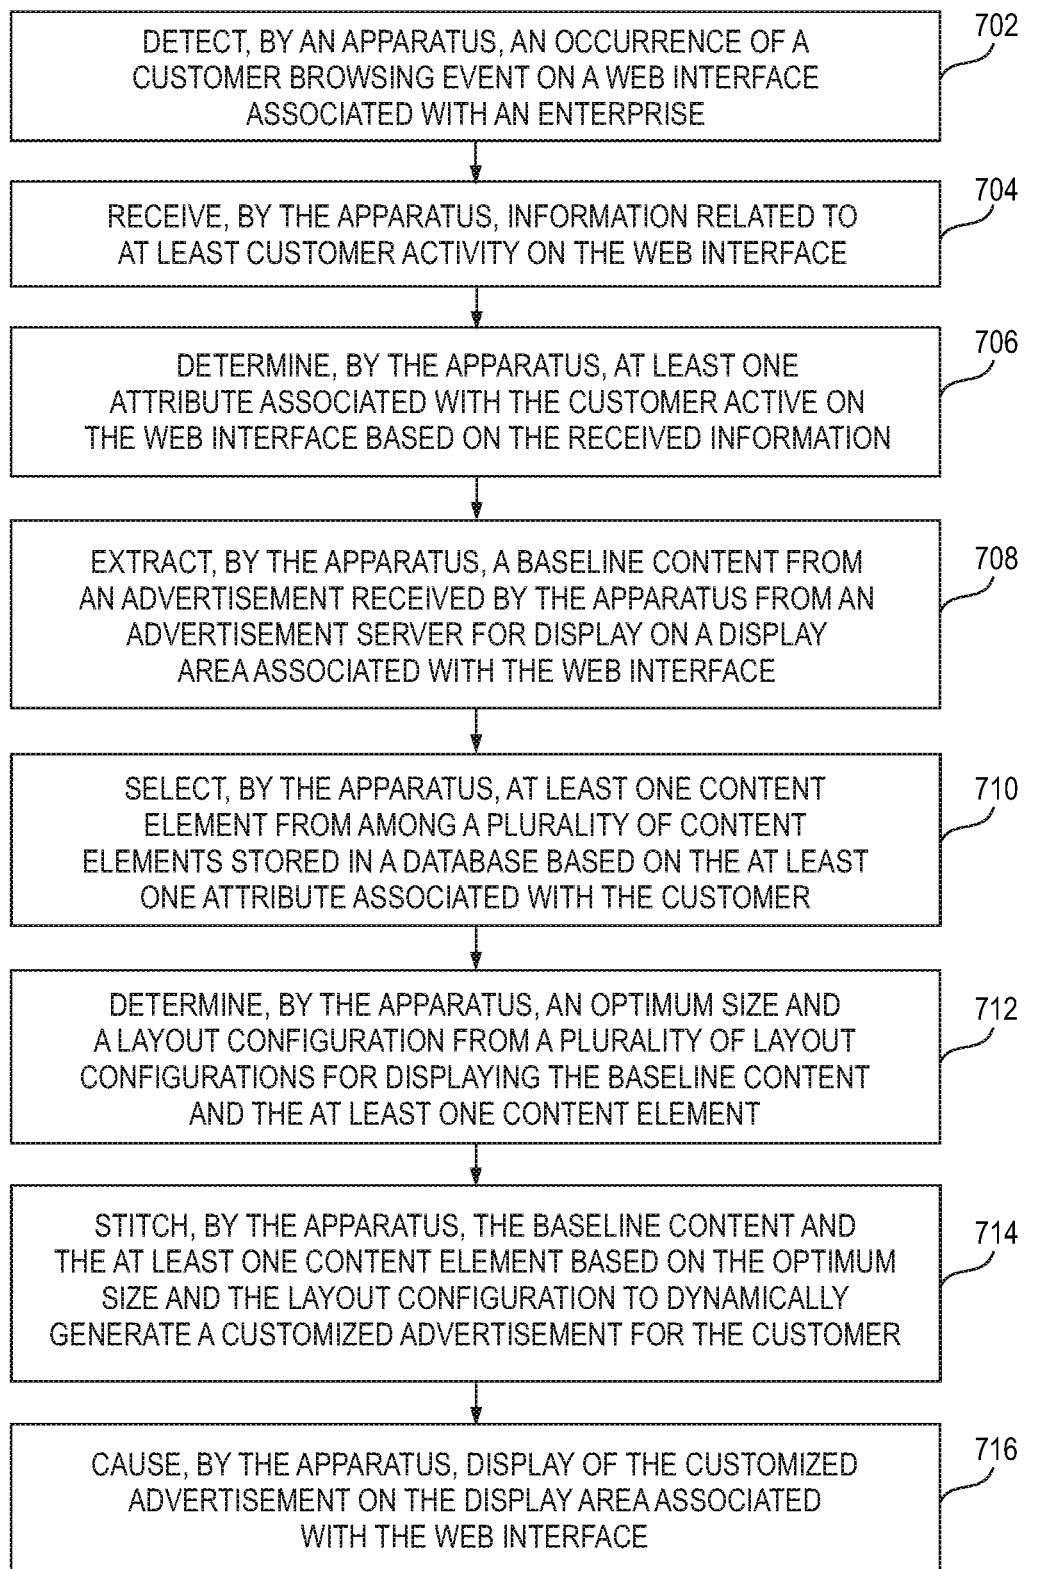 DETECT, BY AN APPARATUS, AN OCCURRENCE OF A
CUSTOMER BROWSING EVENT ON A WEB INTERFACE
ASSOCIATED WITH AN ENTERPRISE
702
RECEIVE, BY THE APPARATUS, INFORMATION RELATED TO
AT LEAST CUSTOMER ACTIVITY ON THE WEB INTERFACE
704
DETERMINE, BY THE APPARATUS, AT LEAST ONE
ATTRIBUTE ASSOCIATED WITH THE CUSTOMER ACTIVE ON
THE WEB INTERFACE BASED ON THE RECEIVED INFORMATION
706
EXTRACT, BY THE APPARATUS, A BASELINE CONTENT FROM
AN ADVERTISEMENT RECEIVED BY THE APPARATUS FROM AN
ADVERTISEMENT SERVER FOR DISPLAY ON A DISPLAY
AREA ASSOCIATED WITH THE WEB INTERFACE
708
SELECT, BY THE APPARATUS, AT LEAST ONE CONTENT
ELEMENT FROM AMONG A PLURALITY OF CONTENT
ELEMENTS STORED IN A DATABASE BASED ON THE AT LEAST
ONE ATTRIBUTE ASSOCIATED WITH THE CUSTOMER
710
DETERMINE, BY THE APPARATUS, AN OPTIMUM SIZE AND
A LAYOUT CONFIGURATION FROM A PLURALITY OF LAYOUT
CONFIGURATIONS FOR DISPLAYING THE BASELINE CONTENT
AND THE AT LEAST ONE CONTENT ELEMENT
712
STITCH, BY THE APPARATUS, THE BASELINE CONTENT AND
THE AT LEAST ONE CONTENT ELEMENT BASED ON THE OPTIMUM
SIZE AND THE LAYOUT CONFIGURATION TO DYNAMICALLY
GENERATE A CUSTOMIZED ADVERTISEMENT FOR THE CUSTOMER
714
CAUSE, BY THE APPARATUS, DISPLAY OF THE CUSTOMIZED
ADVERTISEMENT ON THE DISPLAY AREA ASSOCIATED
WITH THE WEB INTERFACE
716